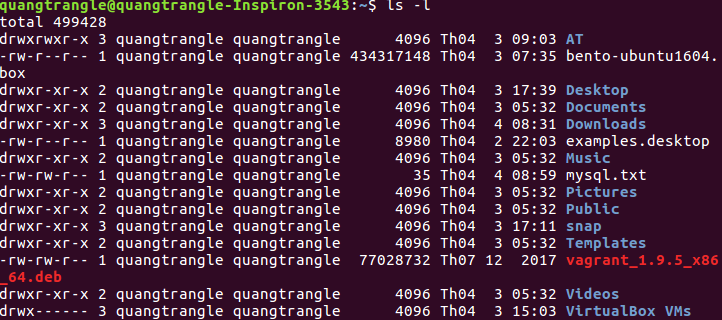 quangtrangle@quangtrangle-Inspiron-3543:~$ ls -l
total 499428
drwxrwxr-x 3 quangtrangle quangtrangle      4096 Th04  3 09:03 AT
-rw-r--r-- 1 quangtrangle quangtrangle 434317148 Th04  3 07:35 bento-ubuntu1604.
box
drwxr-xr-x 2 quangtrangle quangtrangle      4096 Th04  3 17:39 Desktop
drwxr-xr-x 2 quangtrangle quangtrangle      4096 Th04  3 05:32 Documents
drwxr-xr-x 3 quangtrangle quangtrangle      4096 Th04  4 08:31 Downloads
-rw-r--r-- 1 quangtrangle quangtrangle      8980 Th04  2 22:03 examples.desktop
drwxr-xr-x 2 quangtrangle quangtrangle      4096 Th04  3 05:32 Music
-rw-rw-r-- 1 quangtrangle quangtrangle        35 Th04  4 08:59 mysql.txt
drwxr-xr-x 2 quangtrangle quangtrangle      4096 Th04  3 05:32 Pictures
drwxr-xr-x 2 quangtrangle quangtrangle      4096 Th04  3 05:32 Public
drwxr-xr-x 3 quangtrangle quangtrangle      4096 Th04  3 17:11 snap
drwxr-xr-x 2 quangtrangle quangtrangle      4096 Th04  3 05:32 Templates
-rw-rw-r-- 1 quangtrangle quangtrangle  77028732 Th07 12  2017 vagrant_1.9.5_x86
_64.deb
drwxr-xr-x 2 quangtrangle quangtrangle      4096 Th04  3 05:32 Videos
drwx------ 3 quangtrangle quangtrangle      4096 Th04  3 15:03 VirtualBox VMs